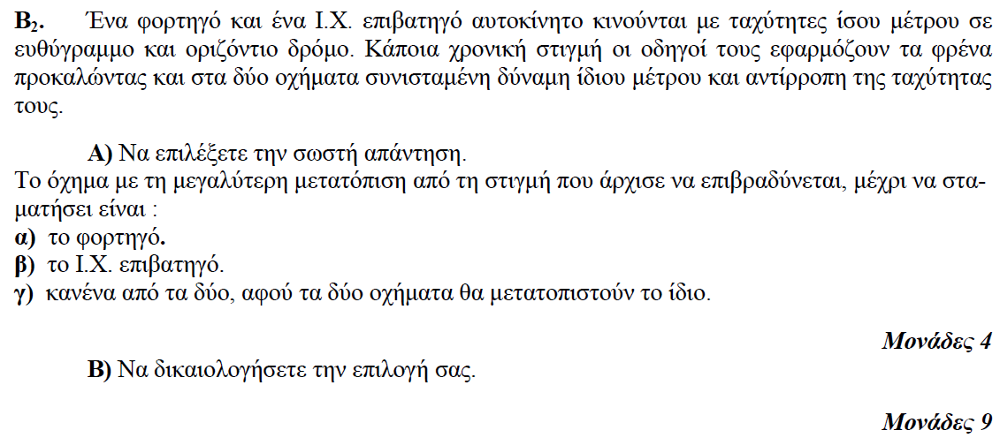 Β₂. Ένα φορτηγό και ένα Ι.Χ. επιβατηγό αυτοκίνητο κινούνται με ταχύτητες ίσου μέτρου σε
ευθύγραμμο και οριζόντιο δρόμο. Κάποια χρονική στιγμή οι οδηγοί τους εφαρμόζουν τα φρένα
προκαλώντας και στα δύο οχήματα συνισταμένη δύναμη ίδιου μέτρου και αντίρροπη της ταχύτητας
τους.
Α) Να επιλέξετε την σωστή απάντηση.
Το όχημα με τη μεγαλύτερη μετατόπιση από τη στιγμή που άρχισε να επιβραδύνεται, μέχρι να στα-
ματήσει είναι :
α) το φορτηγό.
β) το Ι.Χ. επιβατηγό.
γ) κανένα από τα δύο, αφού τα δύο οχήματα θα μετατοπιστούν το ίδιο.
Μονάδες 4
Β) Να δικαιολογήσετε την επιλογή σας.
Μονάδες 9